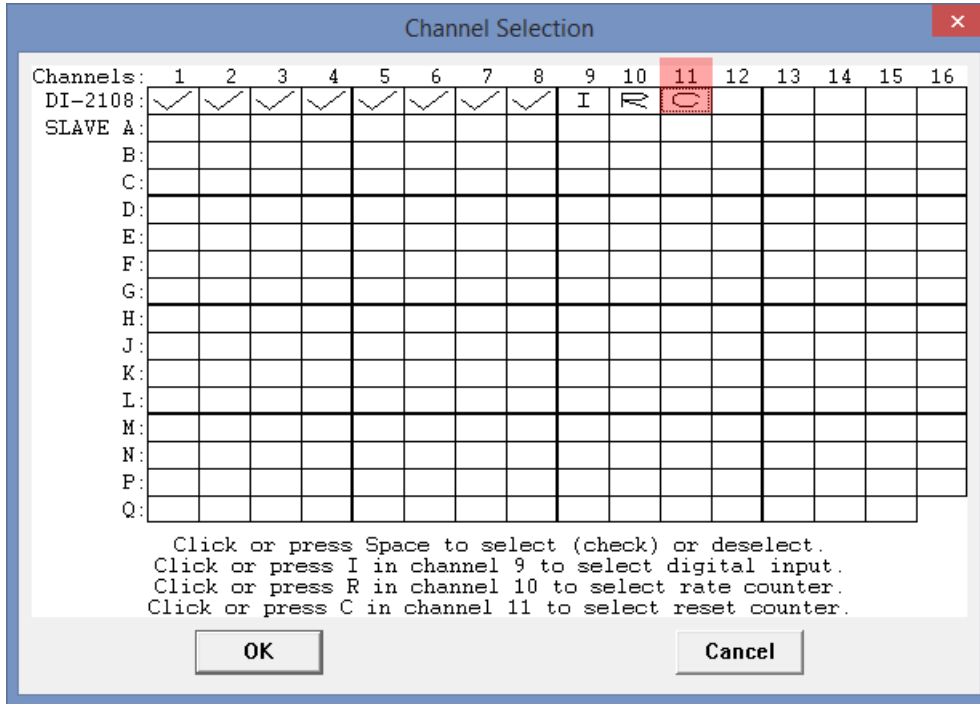 Channel Selection
×
Channels: 1 2 3 4 5 6 7 8 9 10 11 12 13 14 15 16
DI-2108: I R C
SLAVE A:
B:
C:
D:
E:
F:
G:
H:
J:
K:
L:
M:
N:
P:
Q:
Click or press Space to select (check) or deselect.
Click or press I in channel 9 to select digital input.
Click or press R in channel 10 to select rate counter.
Click or press C in channel 11 to select reset counter.
OK Cancel